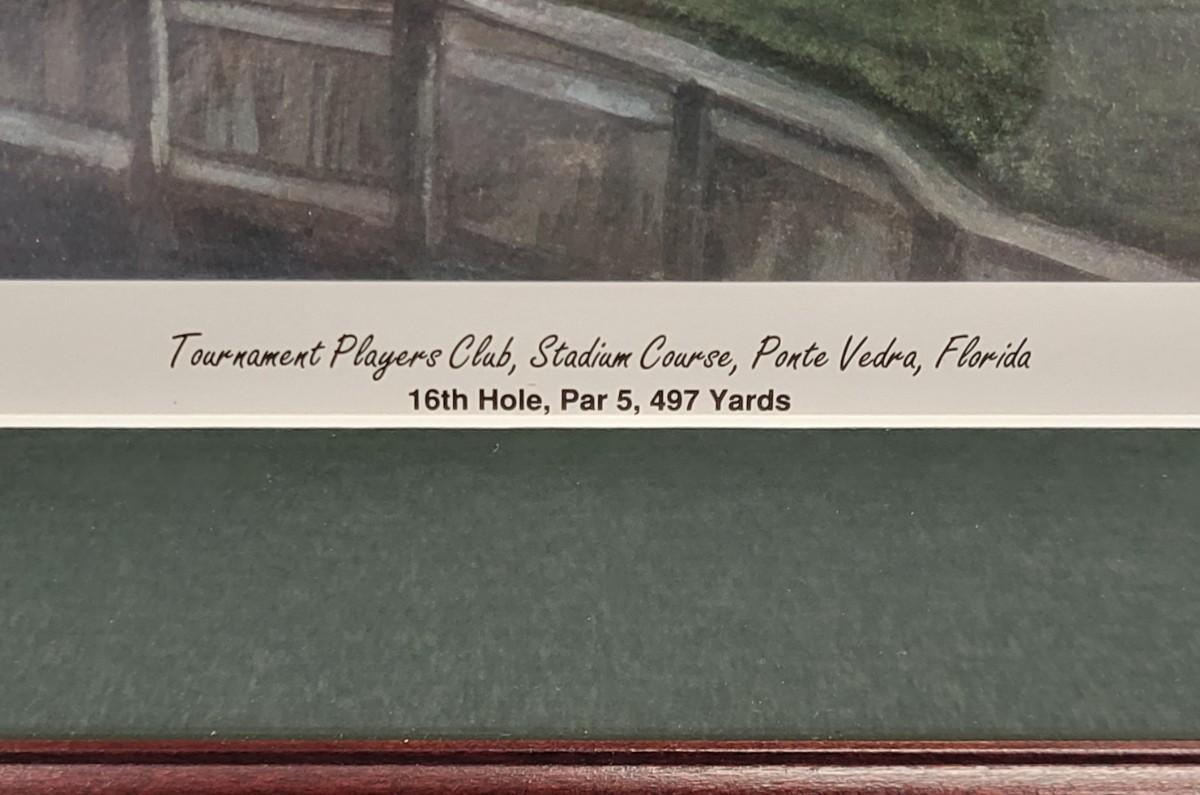 Tournament Players Club, Stadium Course, Ponte Vedra, Florida
16th Hole, Par 5, 497 Yards